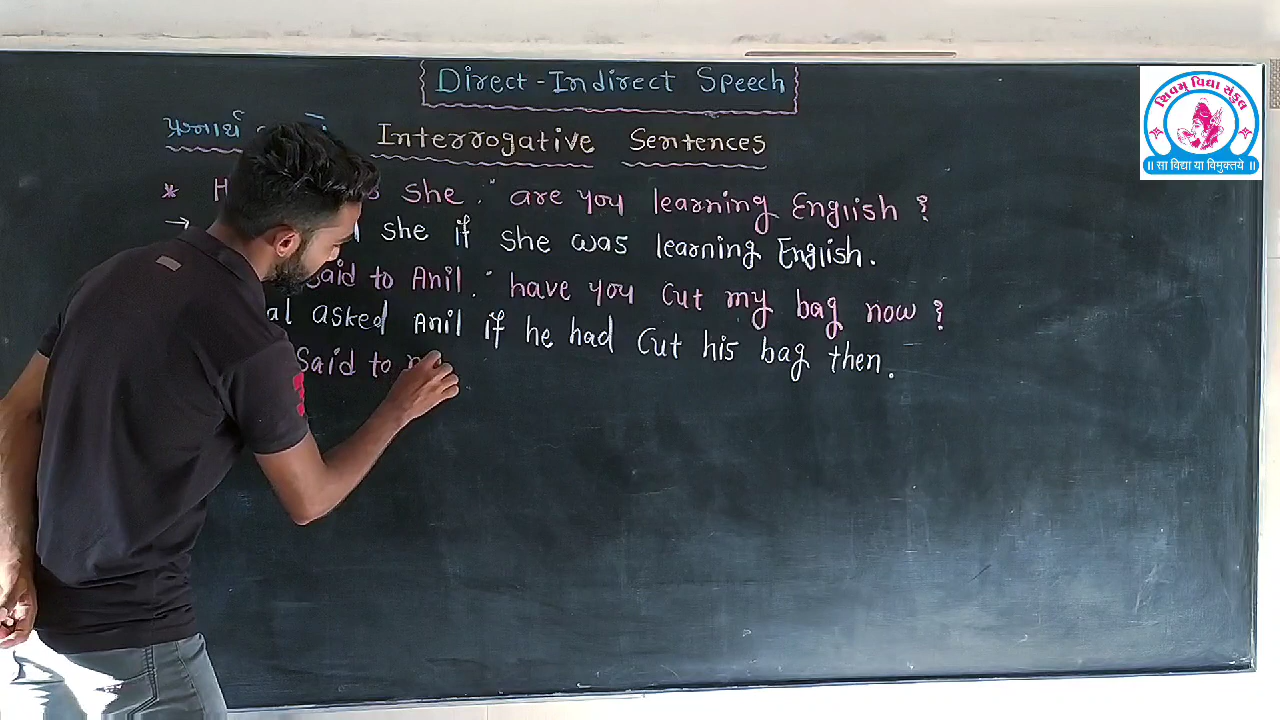 Direct-Indirect Speech
Interrogative Sentences
* she . " are you learning English ?
→ she if she was learning English.
said to Anil . " have you cut my bag now ?
asked Anil if he had cut his bag then.
Said to
शिवम् विद्या संकुल
॥ सा विद्या या विमुक्तये ॥